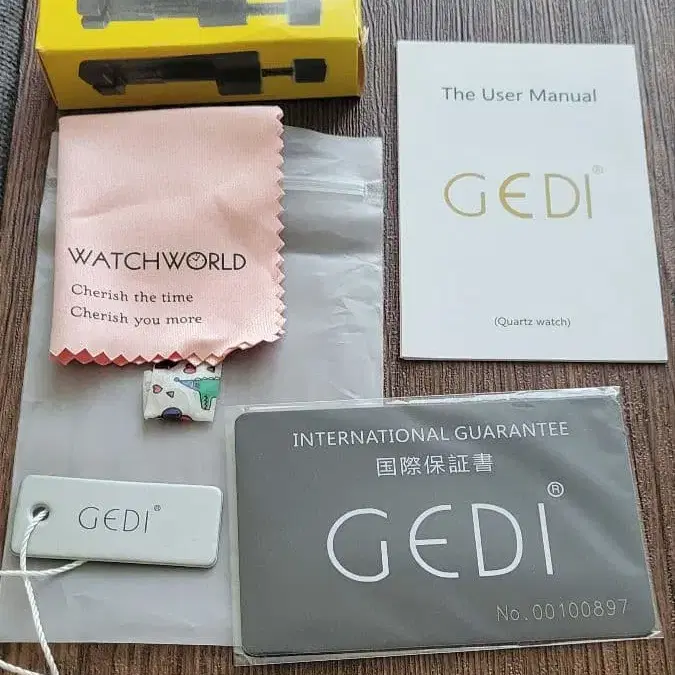 The User Manual
GEDI®
(Quartz watch)
WATCHWORLD
Cherish the time
Cherish you more
GEDI®
INTERNATIONAL GUARANTEE
国際保証書
GEDI®
No.00100897